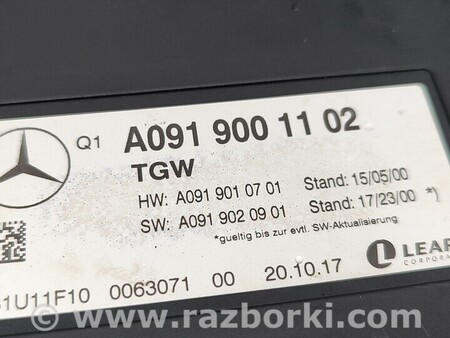 Q1 A091 900 11 02
TGW
HW: A091 901 07 01 Stand: 15/05/00
SW: A091 902 09 01 Stand: 17/23/00 *)
*gueltig bis zur evtl. SW-Aktualisierung
LEAR
CORPORATION
1U11F10 0063071 00 20.10.17
www.razborki.com